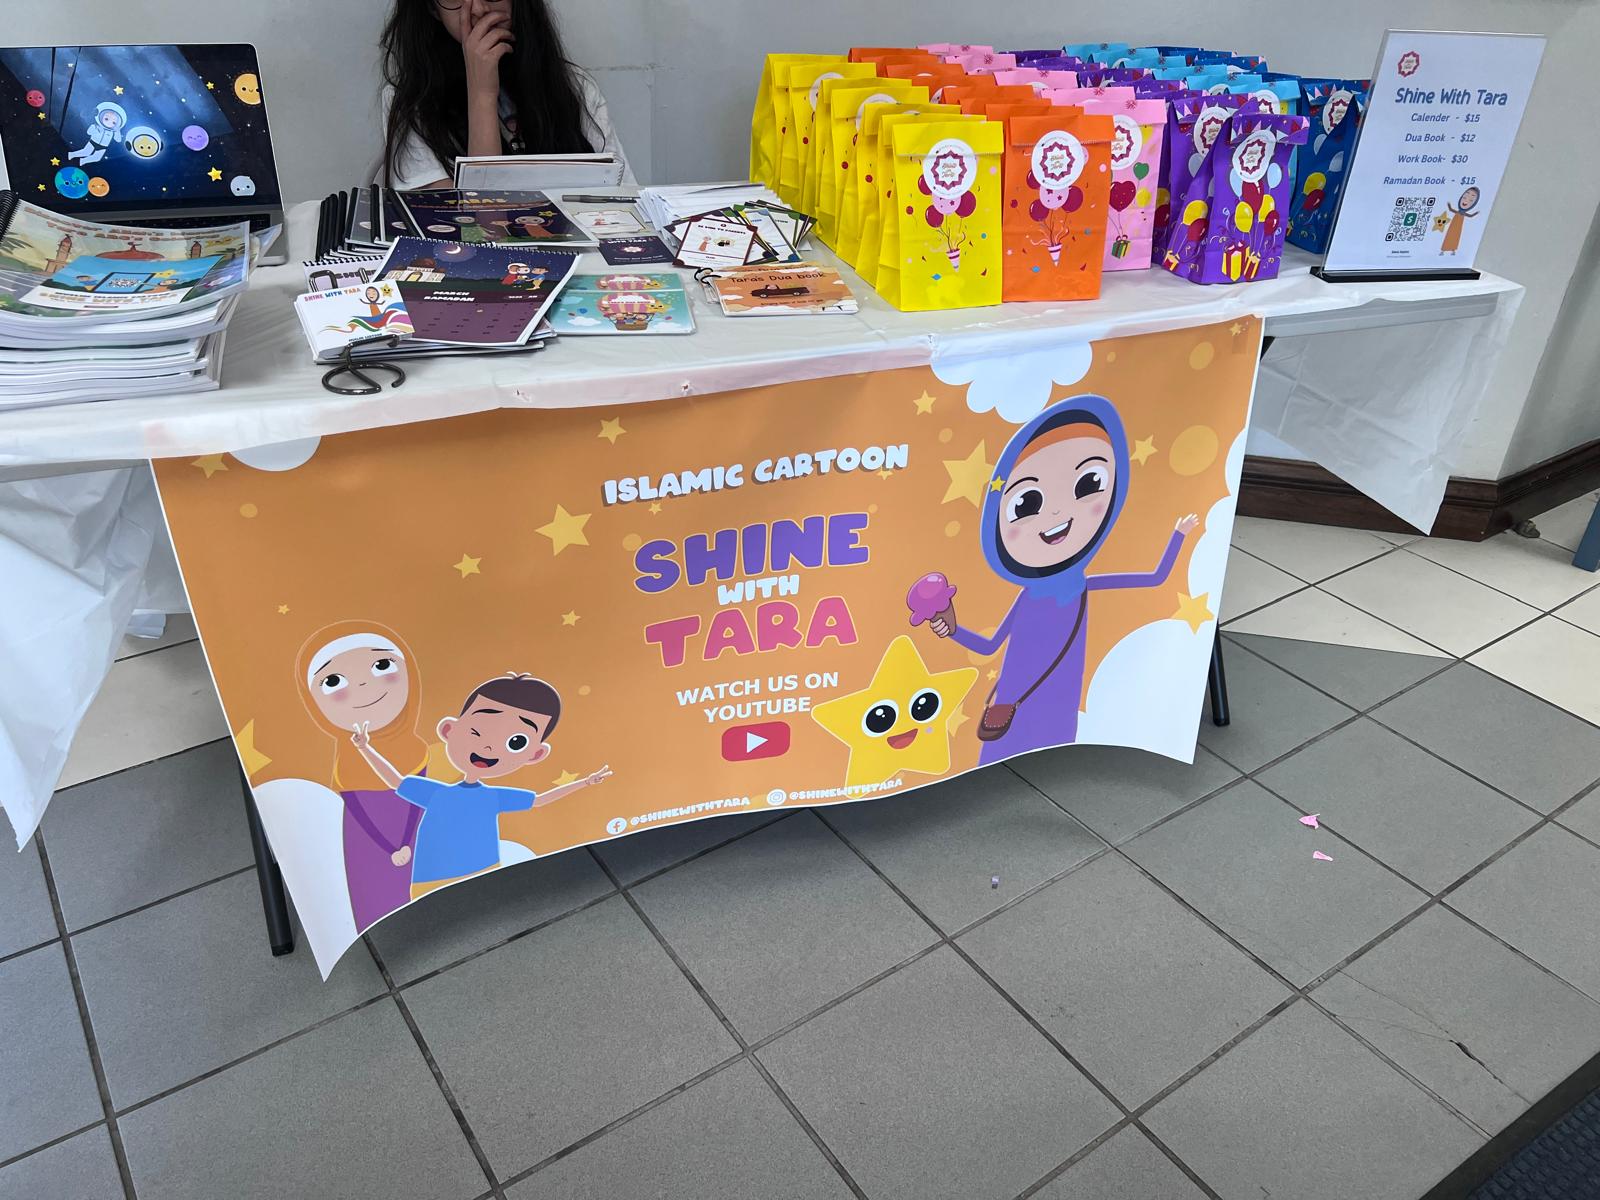 Shine With Tara
Calender - $15
Dua Book - $12
Work Book- $30
Ramadan Book - $15
TARA'S
Tara's Dua book
SHINE WITH TARA
MARCH
RAMADAN
ISLAMIC CARTOON
SHINE
WITH
TARA
WATCH US ON
YOUTUBE
@SHINEWITHTARA
@SHINEWITHTARA